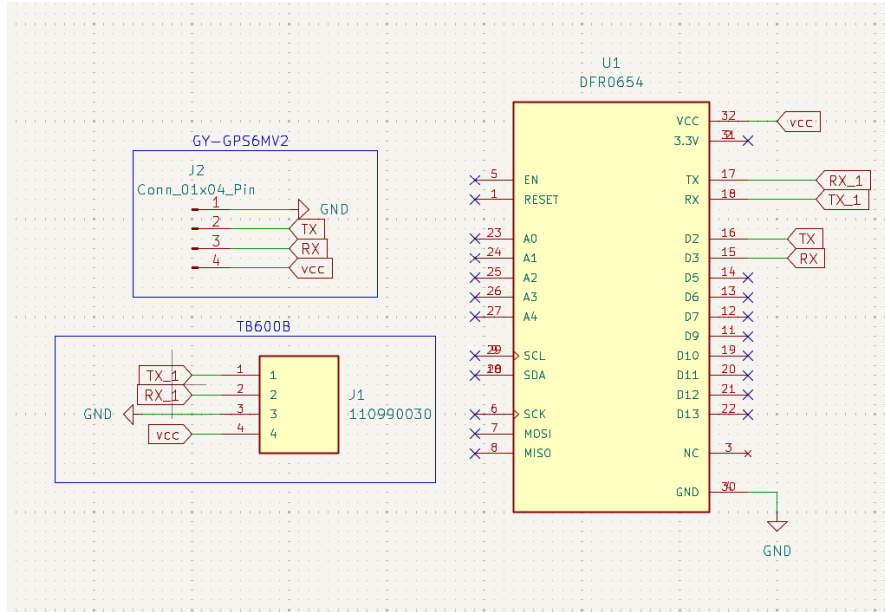 GY-GPS6MV2
J2
Conn_01x04_Pin
1 GND
2 TX
3 RX
4 vcc
TB600B
TX_1 1 1
RX_1 2 2
GND 3 3
vcc 4 4
J1
110990030
U1
DFR0654
5 EN
1 RESET
23 A0
24 A1
25 A2
26 A3
27 A4
SCL
SDA
6 SCK
7 MOSI
8 MISO
VCC 32 vcc
3.3V
TX 17 RX_1
RX 18 TX_1
D2 16 TX
D3 15 RX
D5 14
D6 13
D7 12
D9 11
D10 19
D11 20
D12 21
D13 22
NC 3
GND
GND